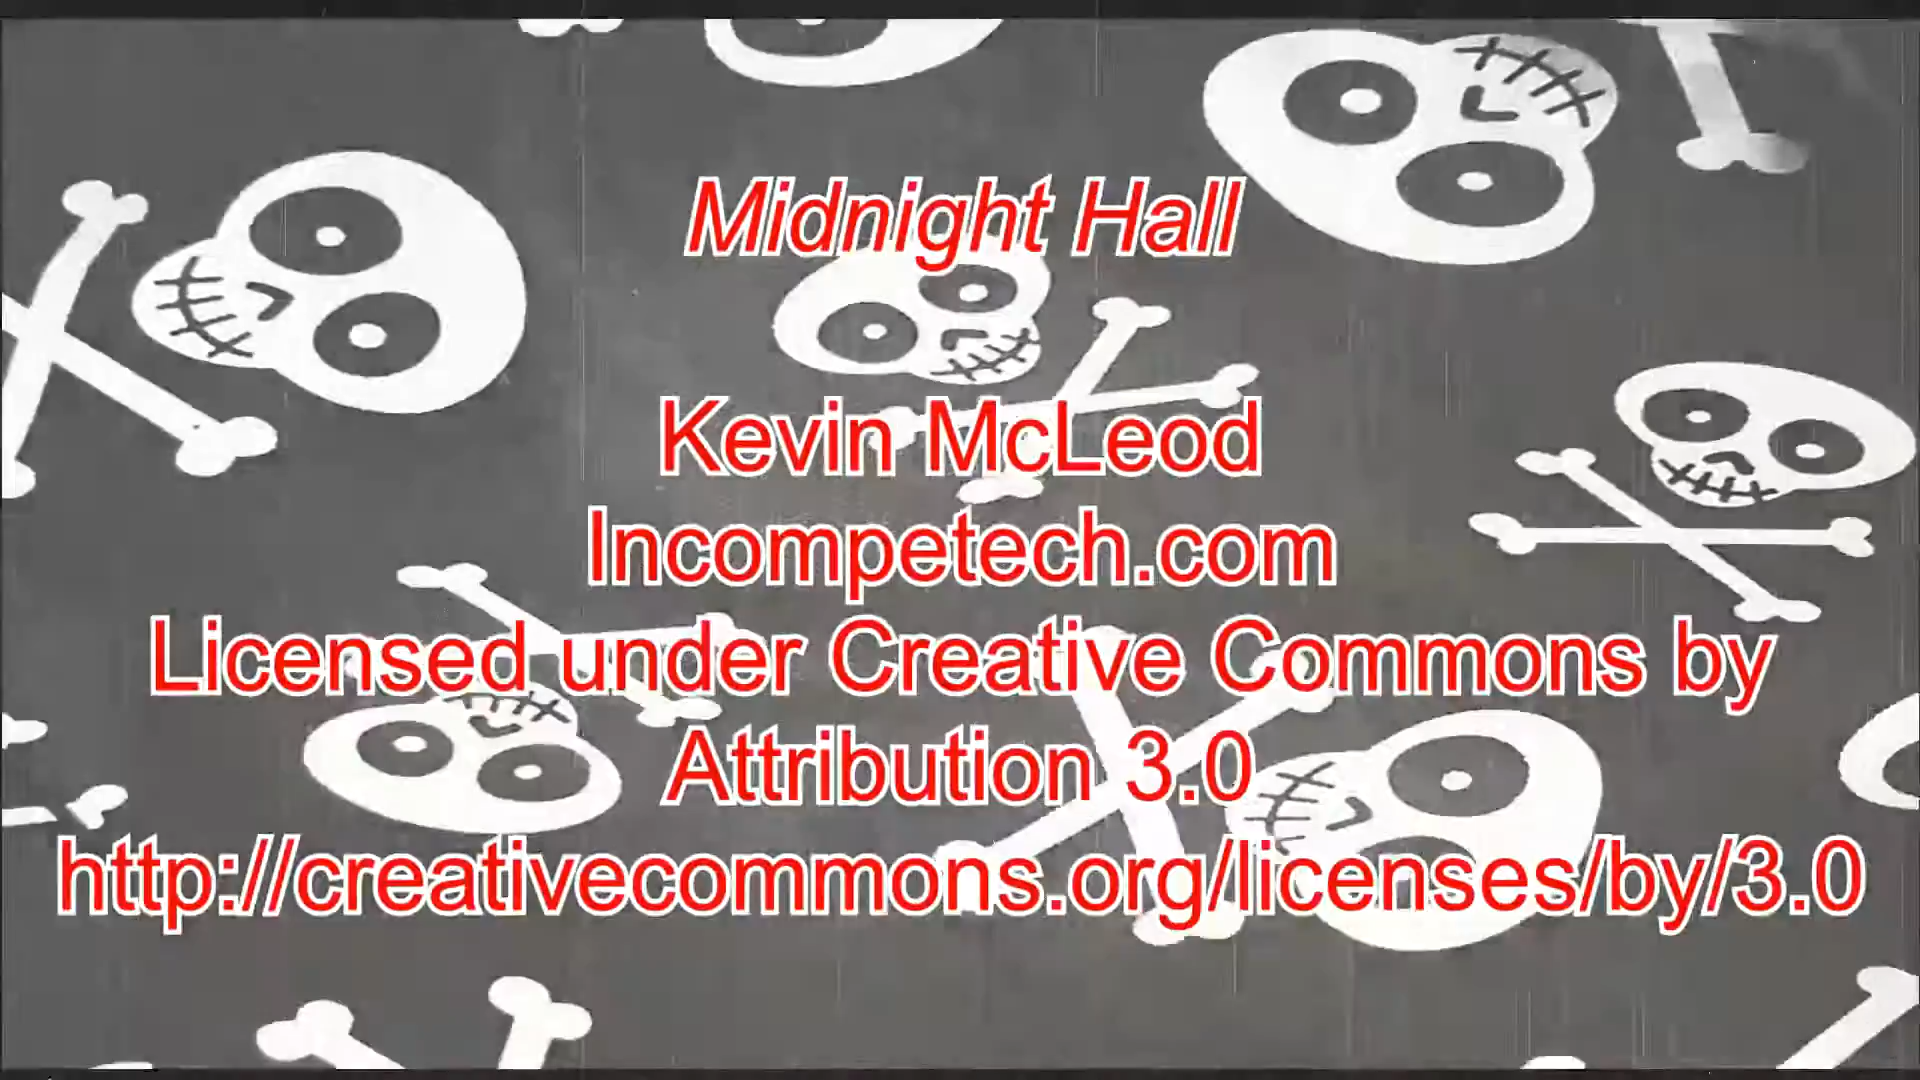 Midnight Hall
Kevin McLeod
Incompetech.com
Licensed under Creative Commons by
Attribution 3.0
http://creativecommons.org/licenses/by/3.0